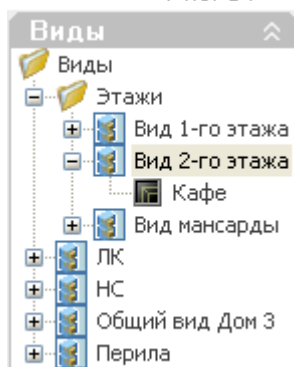 Виды
Виды
Этажи
Вид 1-го этажа
Вид 2-го этажа
Кафе
Вид мансарды
ЛК
НС
Общий вид Дом 3
Перила